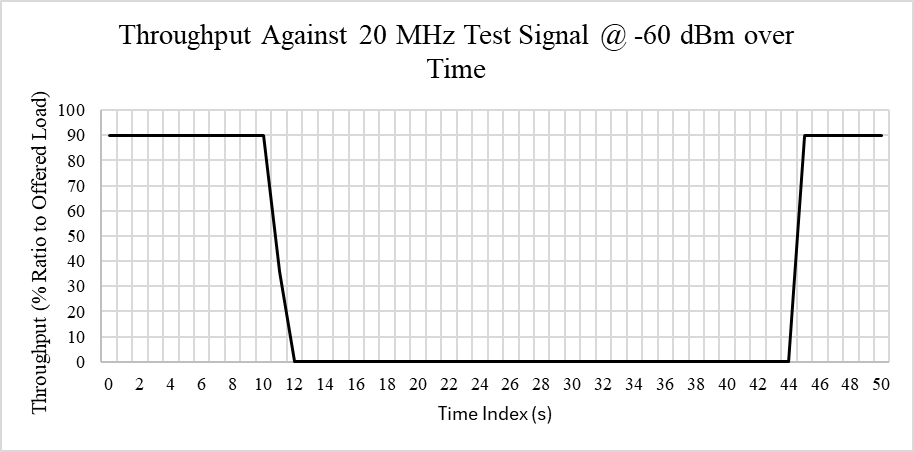 Throughput Against 20 MHz Test Signal @ -60 dBm over
Time
Throughput (% Ratio to Offered Load)
100
90
80
70
60
50
40
30
20
10
0
0 2 4 6 8 10 12 14 16 18 20 22 24 26 28 30 32 34 36 38 40 42 44 46 48 50
Time Index (s)